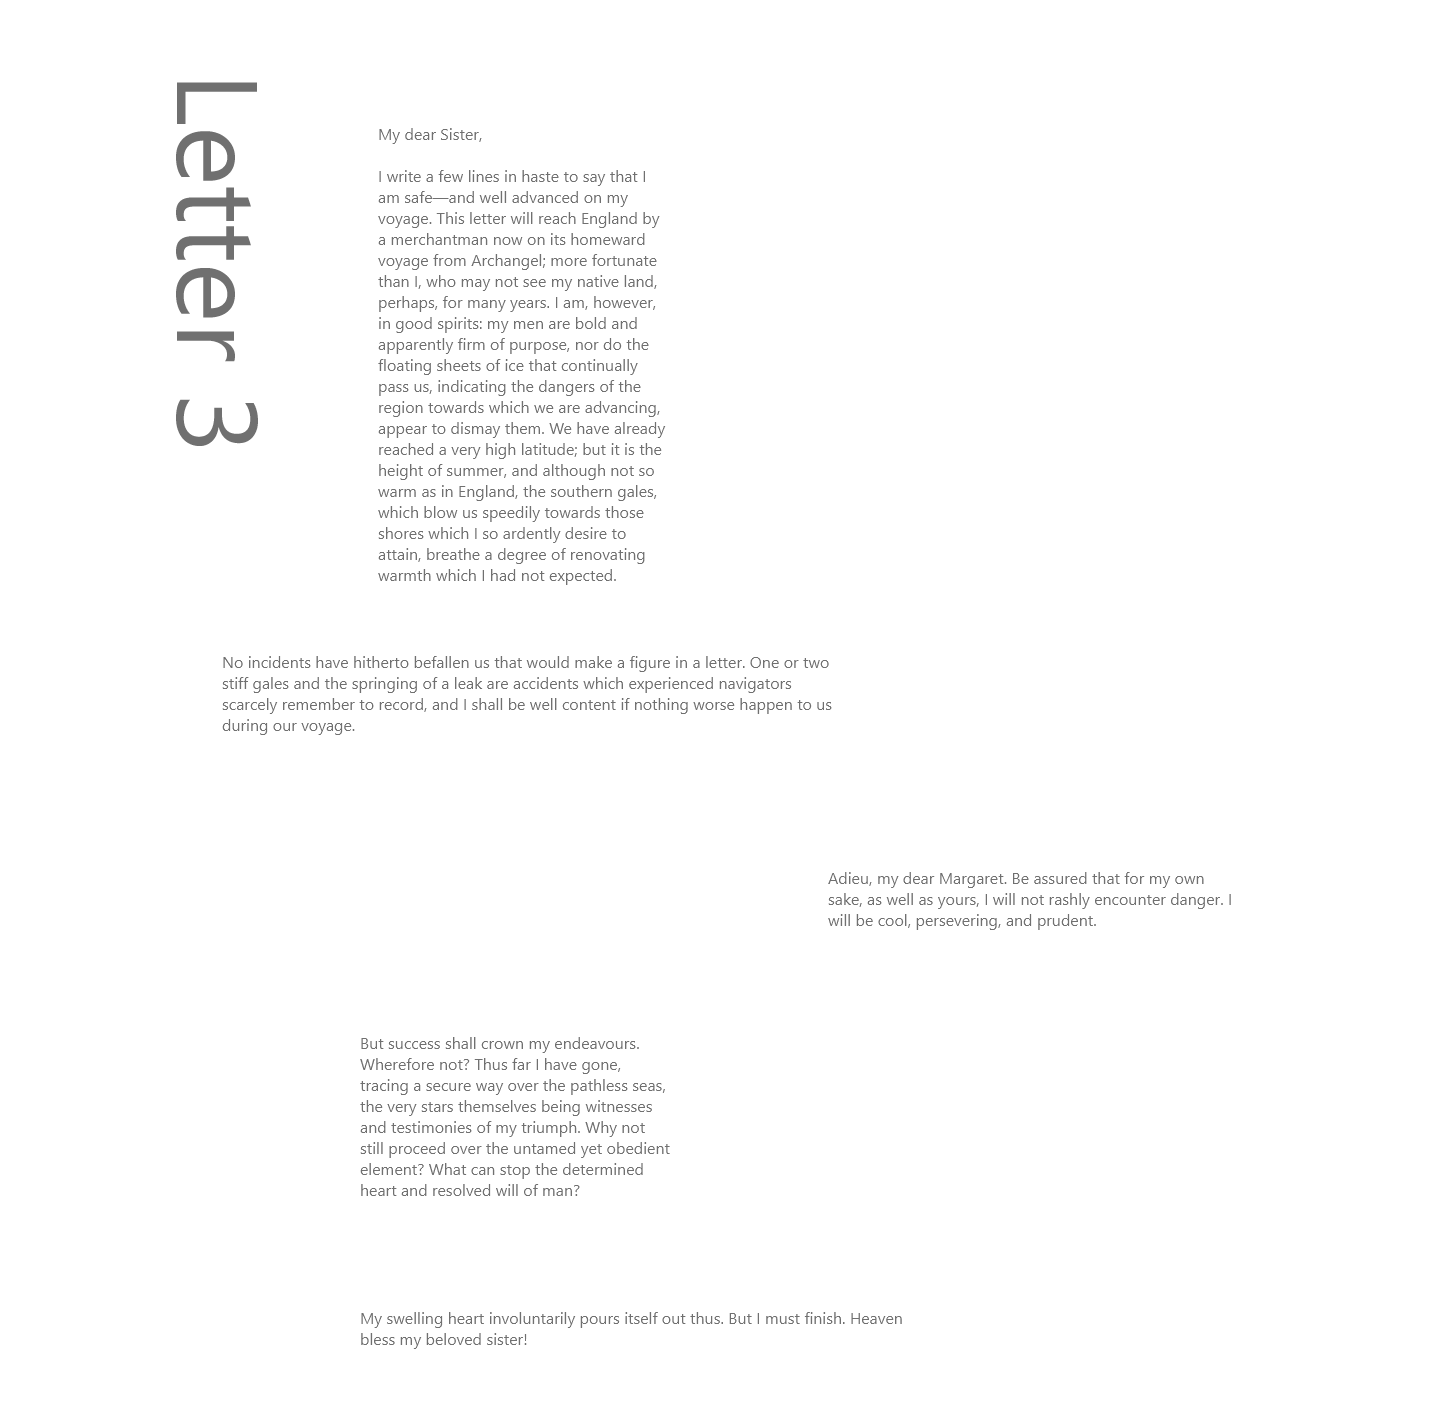 Letter 3
My dear Sister,
I write a few lines in haste to say that I
am safe—and well advanced on my
voyage. This letter will reach England by
a merchantman now on its homeward
voyage from Archangel; more fortunate
than I, who may not see my native land,
perhaps, for many years. I am, however,
in good spirits: my men are bold and
apparently firm of purpose, nor do the
floating sheets of ice that continually
pass us, indicating the dangers of the
region towards which we are advancing,
appear to dismay them. We have already
reached a very high latitude; but it is the
height of summer, and although not so
warm as in England, the southern gales,
which blow us speedily towards those
shores which I so ardently desire to
attain, breathe a degree of renovating
warmth which I had not expected.
No incidents have hitherto befallen us that would make a figure in a letter. One or two
stiff gales and the springing of a leak are accidents which experienced navigators
scarcely remember to record, and I shall be well content if nothing worse happen to us
during our voyage.
Adieu, my dear Margaret. Be assured that for my own
sake, as well as yours, I will not rashly encounter danger. I
will be cool, persevering, and prudent.
But success shall crown my endeavours.
Wherefore not? Thus far I have gone,
tracing a secure way over the pathless seas,
the very stars themselves being witnesses
and testimonies of my triumph. Why not
still proceed over the untamed yet obedient
element? What can stop the determined
heart and resolved will of man?
My swelling heart involuntarily pours itself out thus. But I must finish. Heaven
bless my beloved sister!